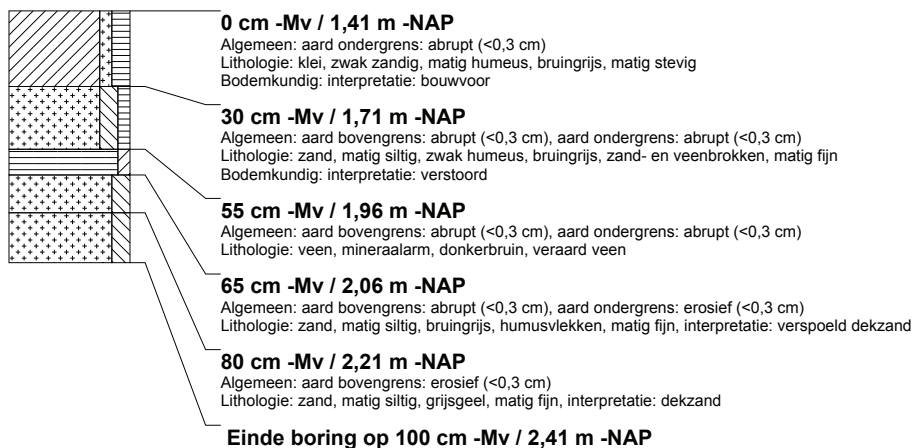 0 cm -Mv / 1,41 m -NAP
Algemeen: aard ondergrens: abrupt (<0,3 cm)
Lithologie: klei, zwak zandig, matig humeus, bruingrijs, matig stevig
Bodemkundig: interpretatie: bouwvoor
30 cm -Mv / 1,71 m -NAP
Algemeen: aard bovengrens: abrupt (<0,3 cm), aard ondergrens: abrupt (<0,3 cm)
Lithologie: zand, matig siltig, zwak humeus, bruingrijs, zand- en veenbrokken, matig fijn
Bodemkundig: interpretatie: verstoord
55 cm -Mv / 1,96 m -NAP
Algemeen: aard bovengrens: abrupt (<0,3 cm), aard ondergrens: abrupt (<0,3 cm)
Lithologie: veen, mineraalarm, donkerbruin, veraard veen
65 cm -Mv / 2,06 m -NAP
Algemeen: aard bovengrens: abrupt (<0,3 cm), aard ondergrens: erosief (<0,3 cm)
Lithologie: zand, matig siltig, bruingrijs, humusvlekken, matig fijn, interpretatie: verspoeld dekzand
80 cm -Mv / 2,21 m -NAP
Algemeen: aard bovengrens: erosief (<0,3 cm)
Lithologie: zand, matig siltig, grijsgeel, matig fijn, interpretatie: dekzand
Einde boring op 100 cm -Mv / 2,41 m -NAP